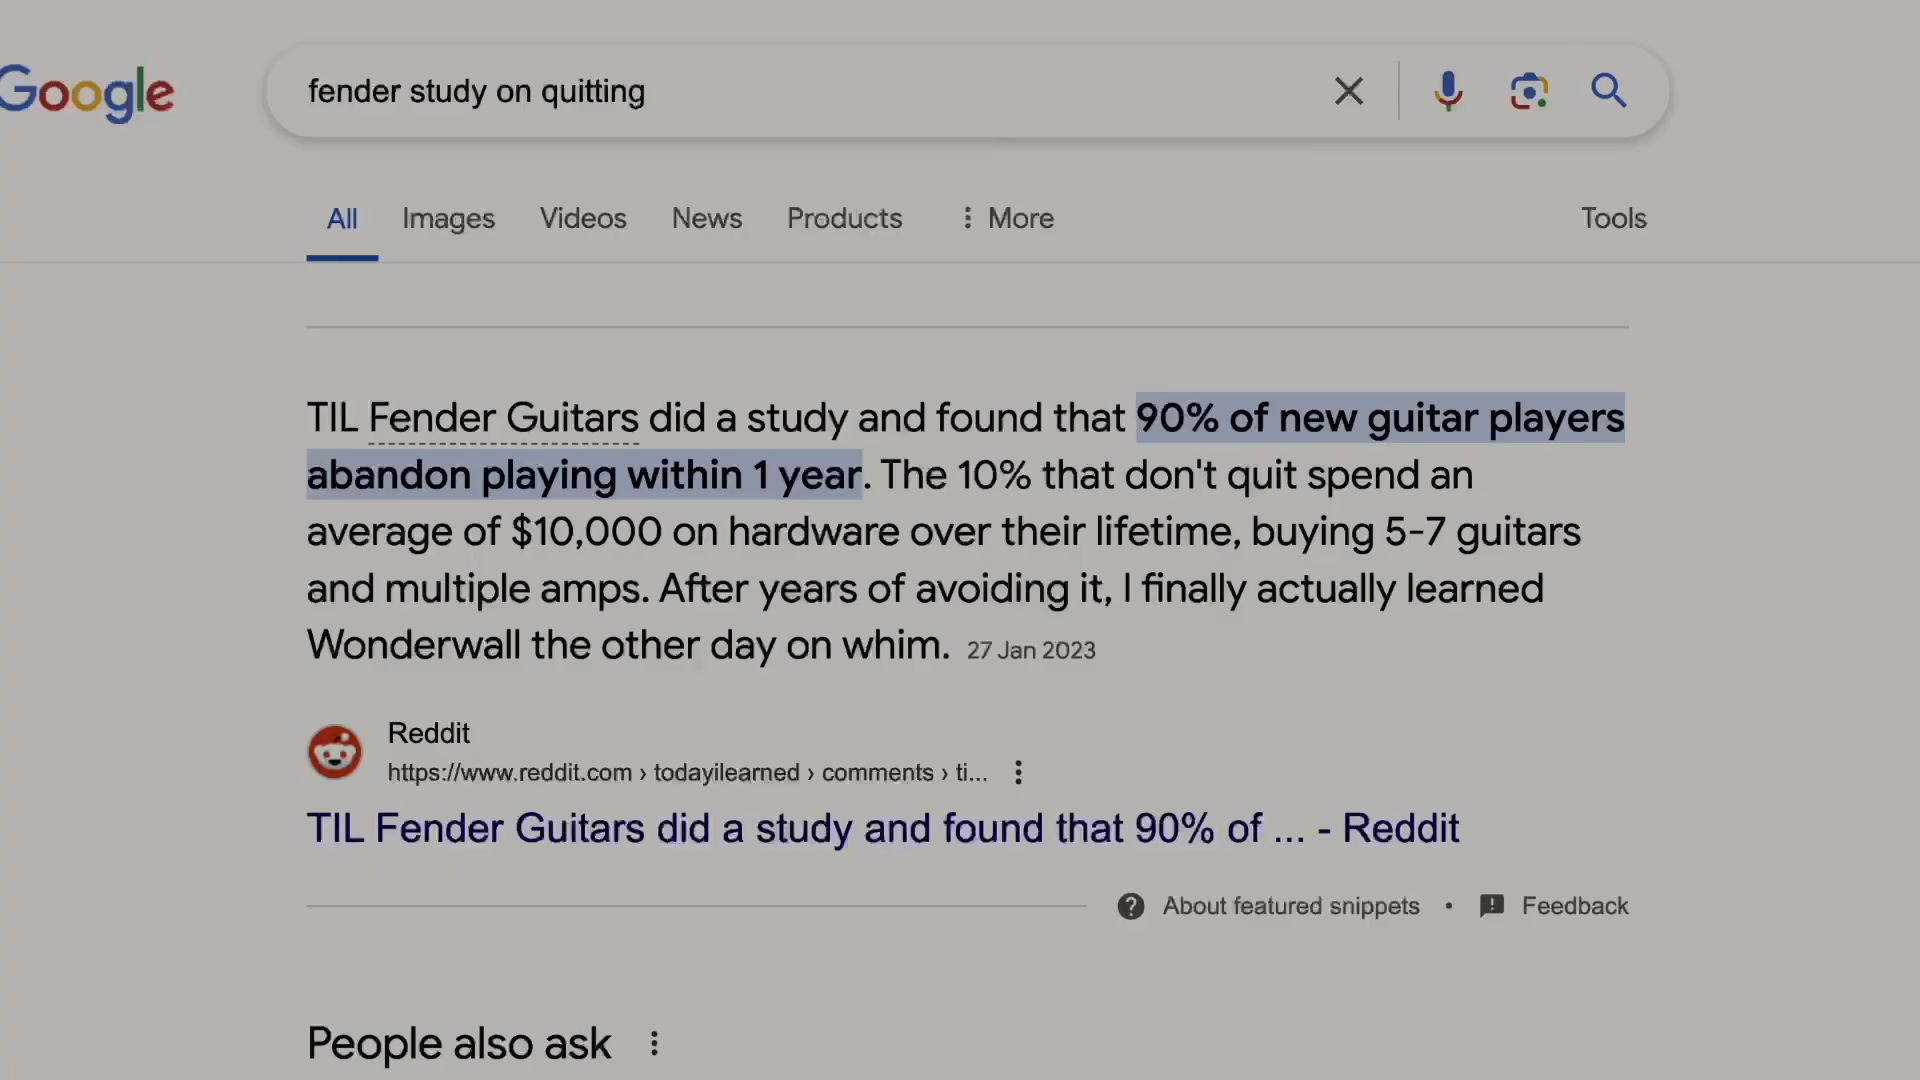 Google
fender study on quitting
All Images Videos News Products More Tools
TIL Fender Guitars did a study and found that 90% of new guitar players
abandon playing within 1 year. The 10% that don't quit spend an
average of $10,000 on hardware over their lifetime, buying 5-7 guitars
and multiple amps. After years of avoiding it, I finally actually learned
Wonderwall the other day on whim. 27 Jan 2023
Reddit
https://www.reddit.com › todayilearned › comments › ti...
TIL Fender Guitars did a study and found that 90% of ... - Reddit
About featured snippets • Feedback
People also ask